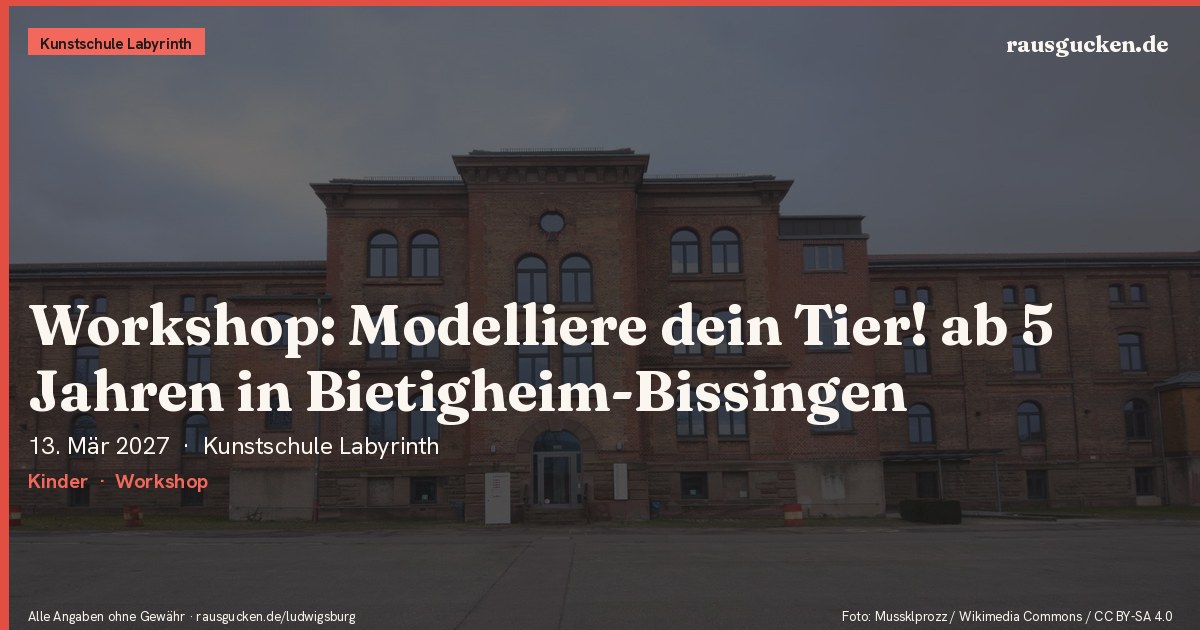 Kunstschule Labyrinth
rausgucken.de
Workshop: Modelliere dein Tier! ab 5
Jahren in Bietigheim-Bissingen
13. Mär 2027 · Kunstschule Labyrinth
Kinder · Workshop
Alle Angaben ohne Gewähr · rausgucken.de/ludwigsburg
Foto: Mussklprozz / Wikimedia Commons / CC BY-SA 4.0